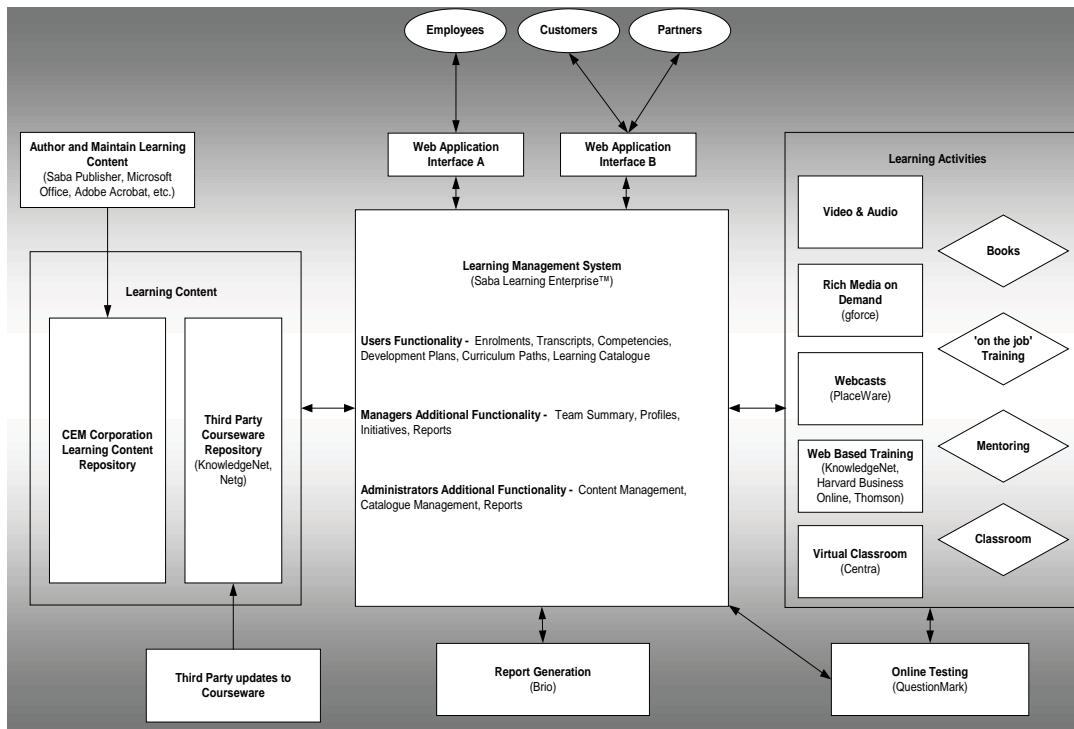 Employees
Customers
Partners
Author and Maintain Learning
Content
(Saba Publisher, Microsoft
Office, Adobe Acrobat, etc.)
Web Application
Interface A
Web Application
Interface B
Learning Content
CEM Corporation
Learning Content
Repository
Third Party
Courseware
Repository
(KnowledgeNet,
Netg)
Third Party updates to
Courseware
Learning Management System
(Saba Learning Enterprise™)
Users Functionality - Enrolments, Transcripts, Competencies,
Development Plans, Curriculum Paths, Learning Catalogue
Managers Additional Functionality - Team Summary, Profiles,
Initiatives, Reports
Administrators Additional Functionality - Content Management,
Catalogue Management, Reports
Report Generation
(Brio)
Learning Activities
Video & Audio
Rich Media on
Demand
(gforce)
Webcasts
(PlaceWare)
Web Based Training
(KnowledgeNet,
Harvard Business
Online, Thomson)
Virtual Classroom
(Centra)
Books
'on the job'
Training
Mentoring
Classroom
Online Testing
(QuestionMark)